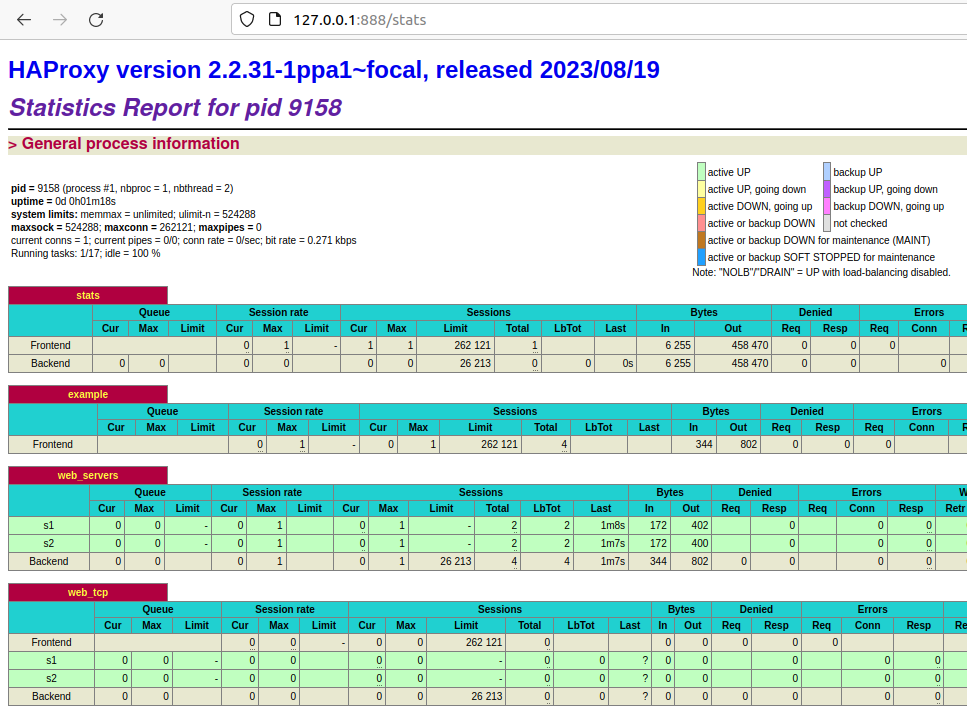 127.0.0.1:888/stats
HAProxy version 2.2.31-1ppa1~focal, released 2023/08/19
Statistics Report for pid 9158
> General process information
pid = 9158 (process #1, nbproc = 1, nbthread = 2)
uptime = 0d 0h01m18s
system limits: memmax = unlimited; ulimit-n = 524288
maxsock = 524288; maxconn = 262121; maxpipes = 0
current conns = 1; current pipes = 0/0; conn rate = 0/sec; bit rate = 0.271 kbps
Running tasks: 1/17; idle = 100 %
active UP backup UP
active UP, going down backup UP, going down
active DOWN, going up backup DOWN, going up
active or backup DOWN not checked
active or backup DOWN for maintenance (MAINT)
active or backup SOFT STOPPED for maintenance
Note: "NOLB"/"DRAIN" = UP with load-balancing disabled.
stats
Queue Session rate Sessions Bytes Denied Errors
Cur Max Limit Cur Max Limit Cur Max Limit Total LbTot Last In Out Req Resp Req Conn R
Frontend 0 1 - 1 1 262 121 1 6 255 458 470 0 0 0
Backend 0 0 0 0 0 0 26 213 0 0 0s 6 255 458 470 0 0 0
example
Queue Session rate Sessions Bytes Denied Errors
Cur Max Limit Cur Max Limit Cur Max Limit Total LbTot Last In Out Req Resp Req Conn R
Frontend 0 1 - 0 1 262 121 4 344 802 0 0 0
web_servers
Queue Session rate Sessions Bytes Denied Errors W
Cur Max Limit Cur Max Limit Cur Max Limit Total LbTot Last In Out Req Resp Req Conn Resp Retr
s1 0 0 - 0 1 0 1 - 2 2 1m8s 172 402 0 0 0
s2 0 0 - 0 1 0 1 - 2 2 1m7s 172 400 0 0 0
Backend 0 0 0 1 0 1 26 213 4 4 1m7s 344 802 0 0 0 0
web_tcp
Queue Session rate Sessions Bytes Denied Errors
Cur Max Limit Cur Max Limit Cur Max Limit Total LbTot Last In Out Req Resp Req Conn Resp R
Frontend 0 0 - 0 0 262 121 0 0 0 0 0 0
s1 0 0 - 0 0 0 0 - 0 0 ? 0 0 0 0 0
s2 0 0 - 0 0 0 0 - 0 0 ? 0 0 0 0 0
Backend 0 0 0 0 0 0 26 213 0 0 ? 0 0 0 0 0 0